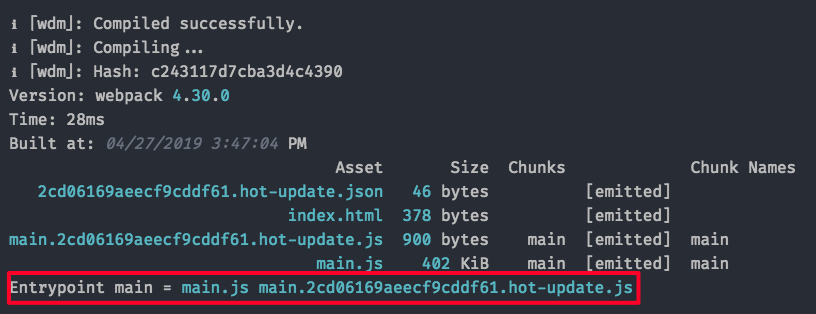 ℹ ⌈wdm⌋: Compiled successfully.
ℹ ⌈wdm⌋: Compiling...
ℹ ⌈wdm⌋: Hash: c243117d7cba3d4c4390
Version: webpack 4.30.0
Time: 28ms
Built at: 04/27/2019 3:47:04 PM
Asset Size Chunks Chunk Names
2cd06169aeecf9cddf61.hot-update.json 46 bytes [emitted]
index.html 378 bytes [emitted]
main.2cd06169aeecf9cddf61.hot-update.js 900 bytes main [emitted] main
main.js 402 KiB main [emitted] main
Entrypoint main = main.js main.2cd06169aeecf9cddf61.hot-update.js